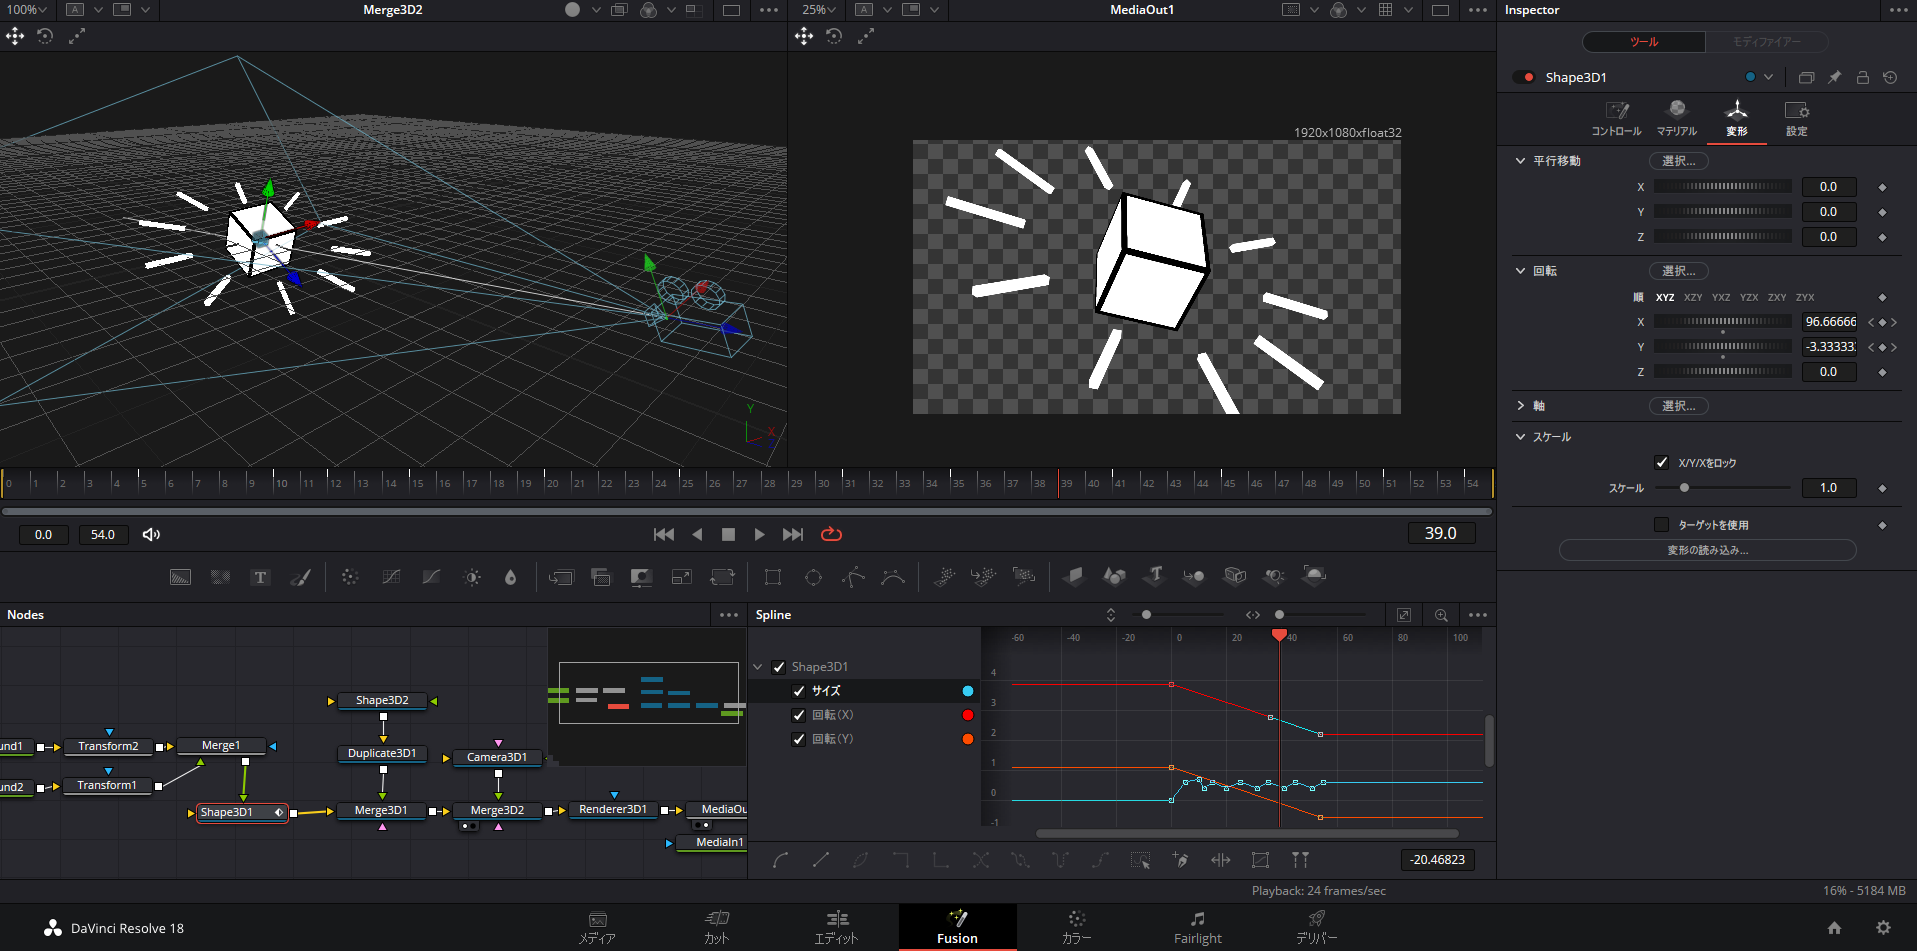 100%
A
Merge3D2
25%
A
MediaOut1
Inspector
ツール
モディファイアー
Shape3D1
コントロール
マテリアル
変形
設定
1920x1080xfloat32
平行移動
選択...
X
0.0
Y
0.0
Z
0.0
回転
選択...
順
XYZ XZY YXZ YZX ZXY ZYX
X
96.66666
Y
-3.33333
Z
0.0
軸
選択...
スケール
X/Y/Xをロック
スケール
1.0
ターゲットを使用
変形の読み込み...
Y
X
0 1 2 3 4 5 6 7 8 9 10 11 12 13 14 15 16 17 18 19 20 21 22 23 24 25 26 27 28 29 30 31 32 33 34 35 36 37 38 39 40 41 42 43 44 45 46 47 48 49 50 51 52 53 54
0.0
54.0
39.0
T
T
Nodes
und1
Transform2
Merge1
und2
Transform1
Shape3D1
Shape3D2
Duplicate3D1
Merge3D1
Camera3D1
Merge3D2
Renderer3D1
MediaOu
MediaIn1
Spline
Shape3D1
サイズ
回転(X)
回転(Y)
-60 -40 -20 0 20 40 60 80 100
4
3
2
1
0
-1
-20.46823
Playback: 24 frames/sec
16% - 5184 MB
DaVinci Resolve 18
メディア
カット
エディット
Fusion
カラー
Fairlight
デリバー